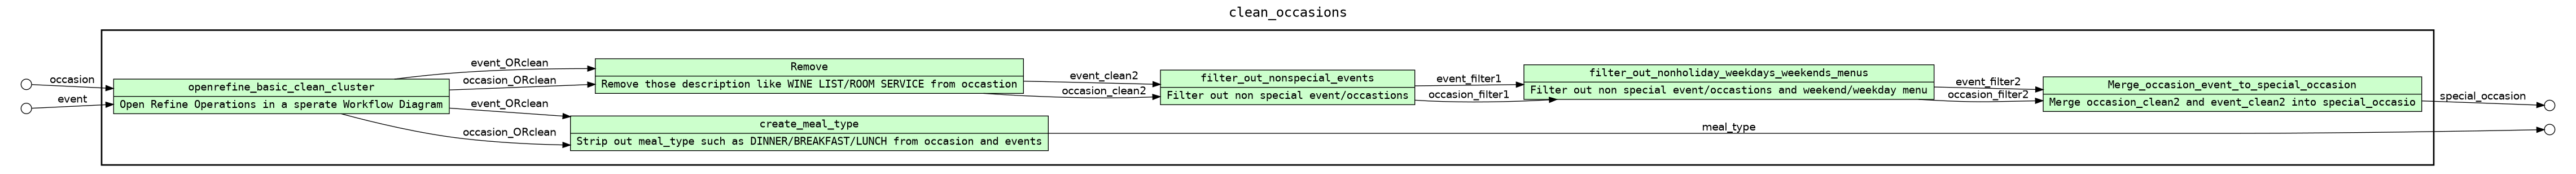 clean_occasions
occasion
event
openrefine_basic_clean_cluster
Open Refine Operations in a sperate Workflow Diagram
event_ORclean
occasion_ORclean
event_ORclean
occasion_ORclean
Remove
Remove those description like WINE LIST/ROOM SERVICE from occastion
create_meal_type
Strip out meal_type such as DINNER/BREAKFAST/LUNCH from occasion and events
event_clean2
occasion_clean2
filter_out_nonspecial_events
Filter out non special event/occastions
event_filter1
occasion_filter1
filter_out_nonholiday_weekdays_weekends_menus
Filter out non special event/occastions and weekend/weekday menu
meal_type
event_filter2
occasion_filter2
Merge_occasion_event_to_special_occasion
Merge occasion_clean2 and event_clean2 into special_occasio
special_occasion